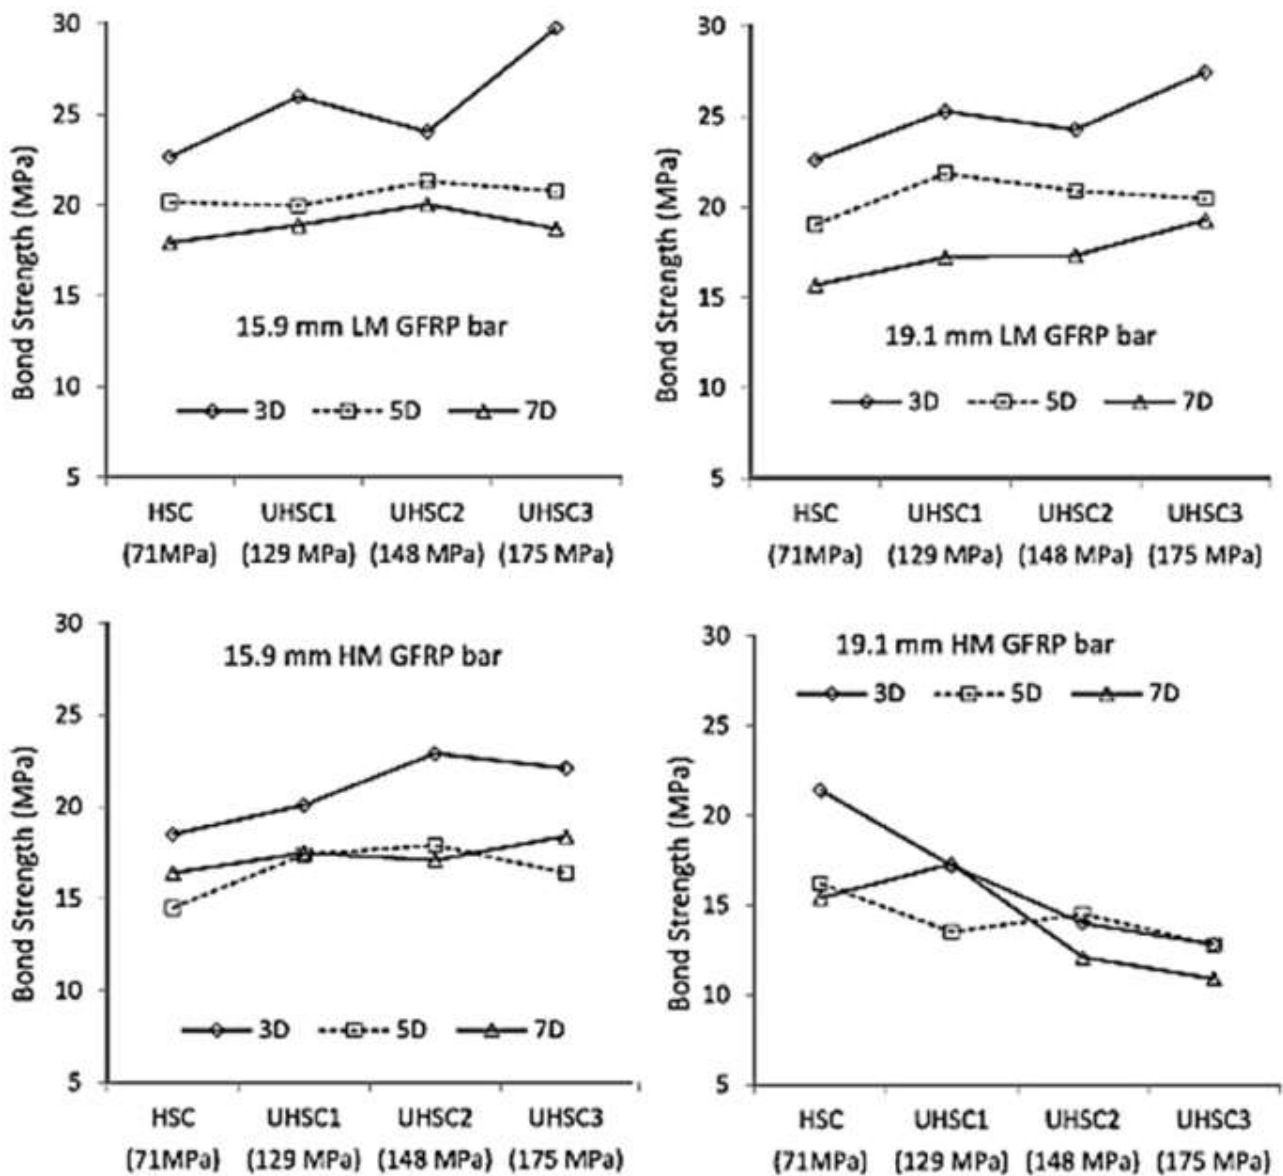 30
25
20
15
10
5
Bond Strength (MPa)
15.9 mm LM GFRP bar
3D 5D 7D
HSC UHSC1 UHSC2 UHSC3
(71MPa) (129 MPa) (148 MPa) (175 MPa)
30
25
20
15
10
5
Bond Strength (MPa)
19.1 mm LM GFRP bar
3D 5D 7D
HSC UHSC1 UHSC2 UHSC3
(71MPa) (129 MPa) (148 MPa) (175 MPa)
30
25
20
15
10
5
Bond Strength (MPa)
15.9 mm HM GFRP bar
3D 5D 7D
HSC UHSC1 UHSC2 UHSC3
(71MPa) (129 MPa) (148 MPa) (175 MPa)
30
25
20
15
10
5
Bond Strength (MPa)
19.1 mm HM GFRP bar
3D 5D 7D
HSC UHSC1 UHSC2 UHSC3
(71MPa) (129 MPa) (148 MPa) (175 MPa)